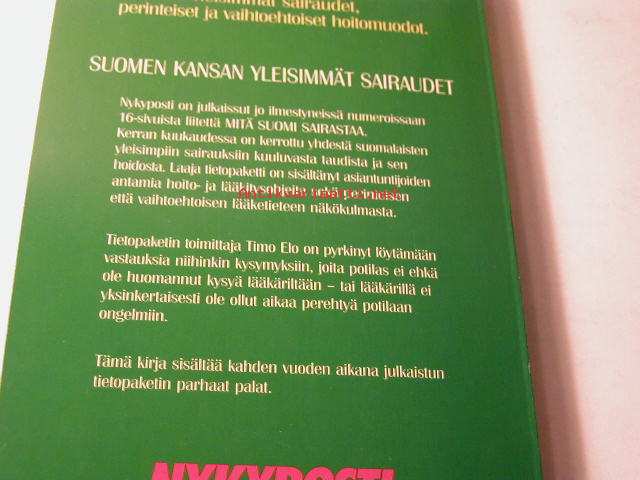 sairaudet,
perinteiset ja vaihtoehtoiset hoitomuodot.
SUOMEN KANSAN YLEISIMMÄT SAIRAUDET
Nykyposti on julkaissut jo ilmestyneissä numeroissaan
16-sivuista liitettä MITÄ SUOMI SAIRASTAA.
Kerran kuukaudessa on kerrottu yhdestä suomalaisten
yleisimpiin sairauksiin kuuluvasta taudista ja sen
hoidosta. Laaja tietopaketti on sisältänyt asiantuntijoiden
antamia hoito- ja sekä perinteisen
että vaihtoehtoisen lääketieteen näkökulmasta.
Tietopaketin toimittaja Timo Elo on pyrkinyt löytämään
vastauksia niihinkin kysymyksiin, joita potilas ei ehkä
ole huomannut kysyä lääkäriltään – tai lääkärillä ei
yksinkertaisesti ole ollut aikaa perehtyä potilaan
ongelmiin.
Tämä kirja sisältää kahden vuoden aikana julkaistun
tietopaketin parhaat palat.
NYKYPOSTI